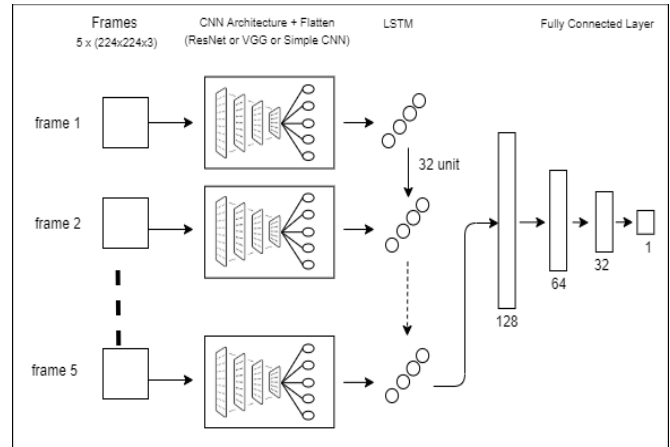 Frames
5 x (224x224x3)
CNN Architecture + Flatten
(ResNet or VGG or Simple CNN)
LSTM
Fully Connected Layer
frame 1
32 unit
frame 2
frame 5
128
64
32
1